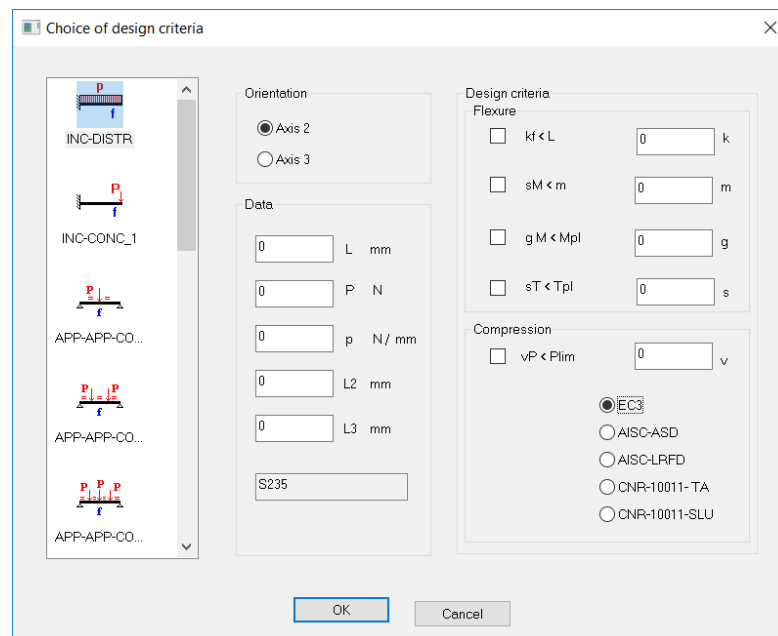 Choice of design criteria
p
f
INC-DISTR
P
f
INC-CONC_1
P
= =
f
APP-APP-CO...
P P
= = =
f
APP-APP-CO...
P P P
= = = =
f
APP-APP-CO...
Orientation
Axis 2
Axis 3
Data
0 L mm
0 P N
0 p N/ mm
0 L2 mm
0 L3 mm
S235
Design criteria
Flexure
kf < L 0 k
sM < m 0 m
g M < Mpl 0 g
sT < Tpl 0 s
Compression
vP < Plim 0 v
EC3
AISC-ASD
AISC-LRFD
CNR-10011- TA
CNR-10011-SLU
OK Cancel